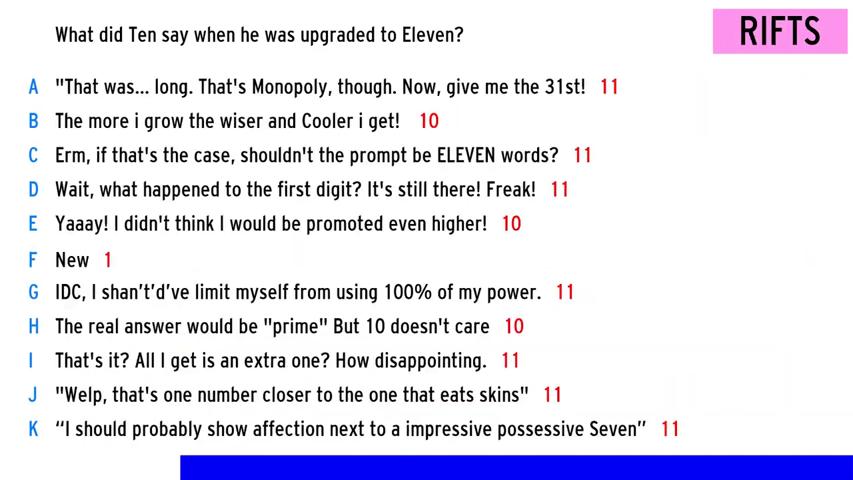 What did Ten say when he was upgraded to Eleven?
RIFTS
A "That was... long. That's Monopoly, though. Now, give me the 31st! 11
B The more i grow the wiser and Cooler i get! 10
C Erm, if that's the case, shouldn't the prompt be ELEVEN words? 11
D Wait, what happened to the first digit? It's still there! Freak! 11
E Yaaay! I didn't think I would be promoted even higher! 10
F New 1
G IDC, I shan’t’d’ve limit myself from using 100% of my power. 11
H The real answer would be "prime" But 10 doesn't care 10
I That's it? All I get is an extra one? How disappointing. 11
J "Welp, that's one number closer to the one that eats skins" 11
K “I should probably show affection next to a impressive possessive Seven” 11